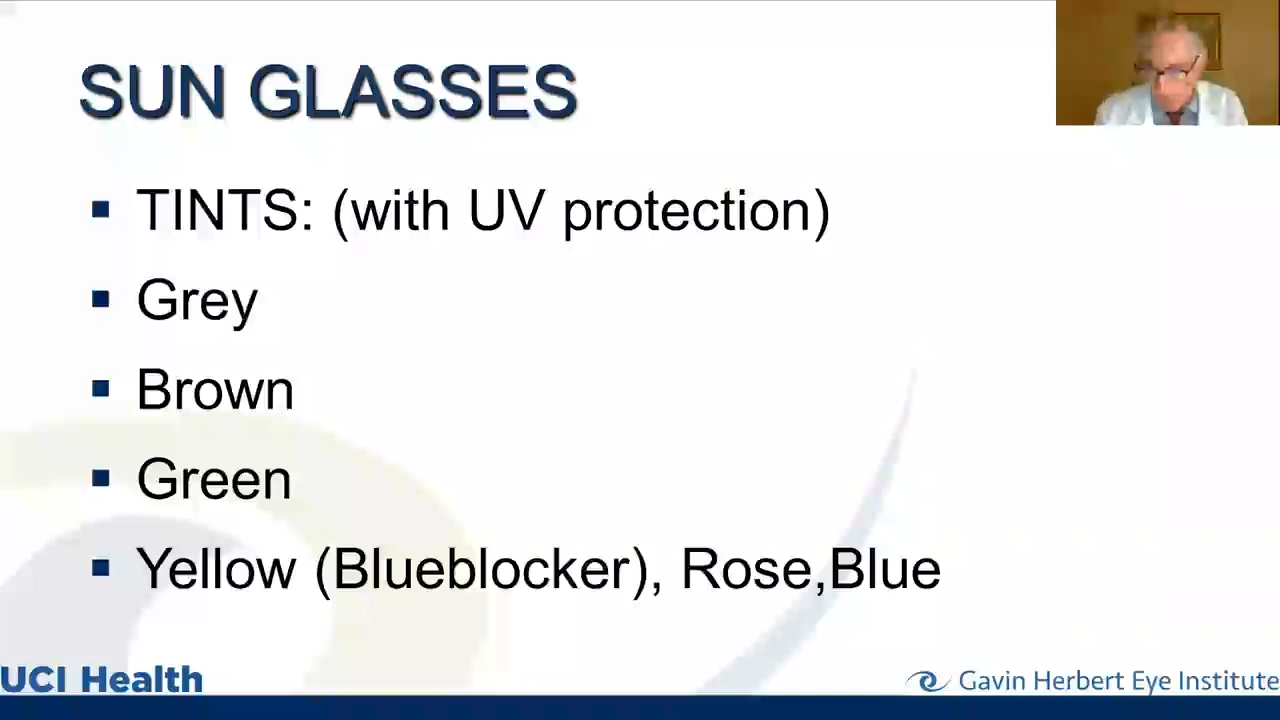 SUN GLASSES
TINTS: (with UV protection)
Grey
Brown
Green
Yellow (Blueblocker), Rose,Blue
UCI Health
Gavin Herbert Eye Institute